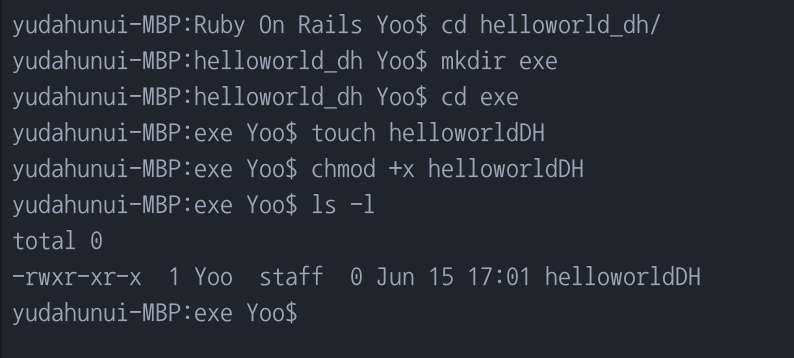 yudahunui-MBP:Ruby On Rails Yoo$ cd helloworld_dh/
yudahunui-MBP:helloworld_dh Yoo$ mkdir exe
yudahunui-MBP:helloworld_dh Yoo$ cd exe
yudahunui-MBP:exe Yoo$ touch helloworldDH
yudahunui-MBP:exe Yoo$ chmod +x helloworldDH
yudahunui-MBP:exe Yoo$ ls -l
total 0
-rwxr-xr-x  1 Yoo  staff  0 Jun 15 17:01 helloworldDH
yudahunui-MBP:exe Yoo$